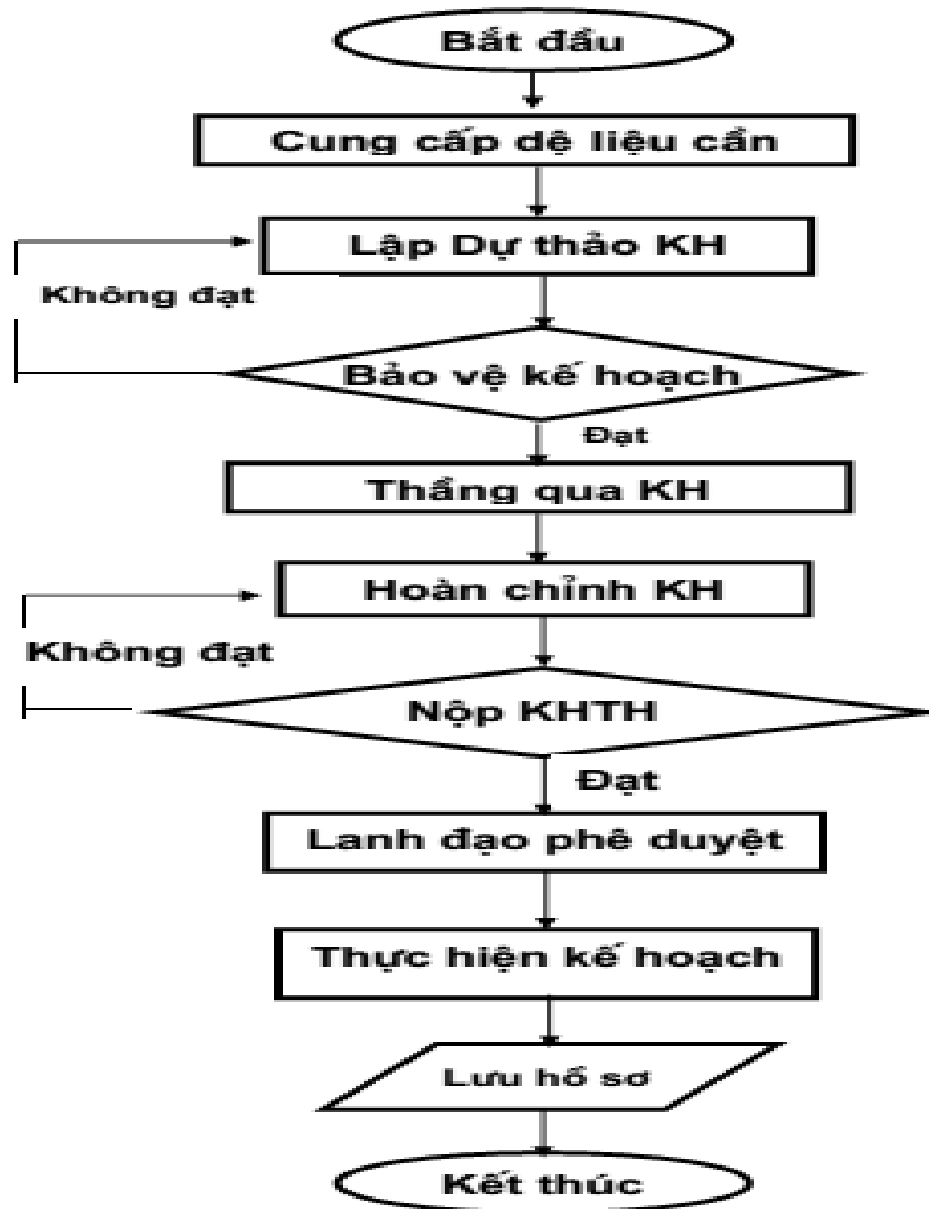 Bắt đầu
Cung cấp dệ liệu cần
Lập Dự thảo KH
Không đạt
Bảo vệ kế hoạch
Đạt
Thẳng qua KH
Hoàn chỉnh KH
Không đạt
Nộp KHTH
Đạt
Lanh đạo phê duyệt
Thực hiện kế hoạch
Lưu hồ sơ
Kết thúc